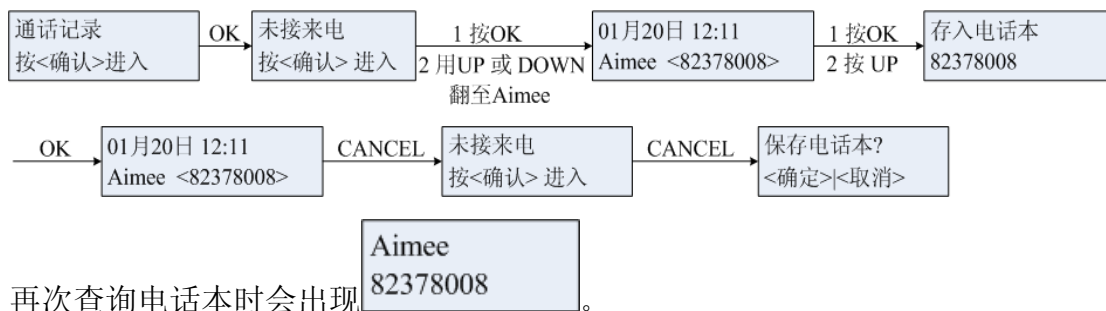 通话记录
按<确认>进入
OK
未接来电
按<确认> 进入
1 按OK
2 用UP 或 DOWN
翻至Aimee
01月20日 12:11
Aimee <82378008>
1 按OK
2 按 UP
存入电话本
82378008
OK
01月20日 12:11
Aimee <82378008>
CANCEL
未接来电
按<确认> 进入
CANCEL
保存电话本?
<确定>|<取消>
Aimee
82378008
再次查询电话本时会出现 。